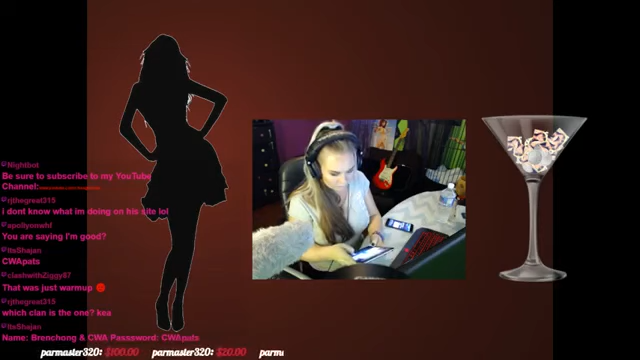 Nightbot
Be sure to subscribe to my YouTube
Channel:
rjthegreat315
i dont know what im doing on his site lol
apollyonwhf
You are saying I'm good?
ItsShajan
CWApats
clashwithZiggy87
That was just warmup
rjthegreat315
which clan is the one? kea
ItsShajan
Name: Brenchong & CWA Passsword: CWApats
parmaster320: $100.00 parmaster320: $20.00 parmu